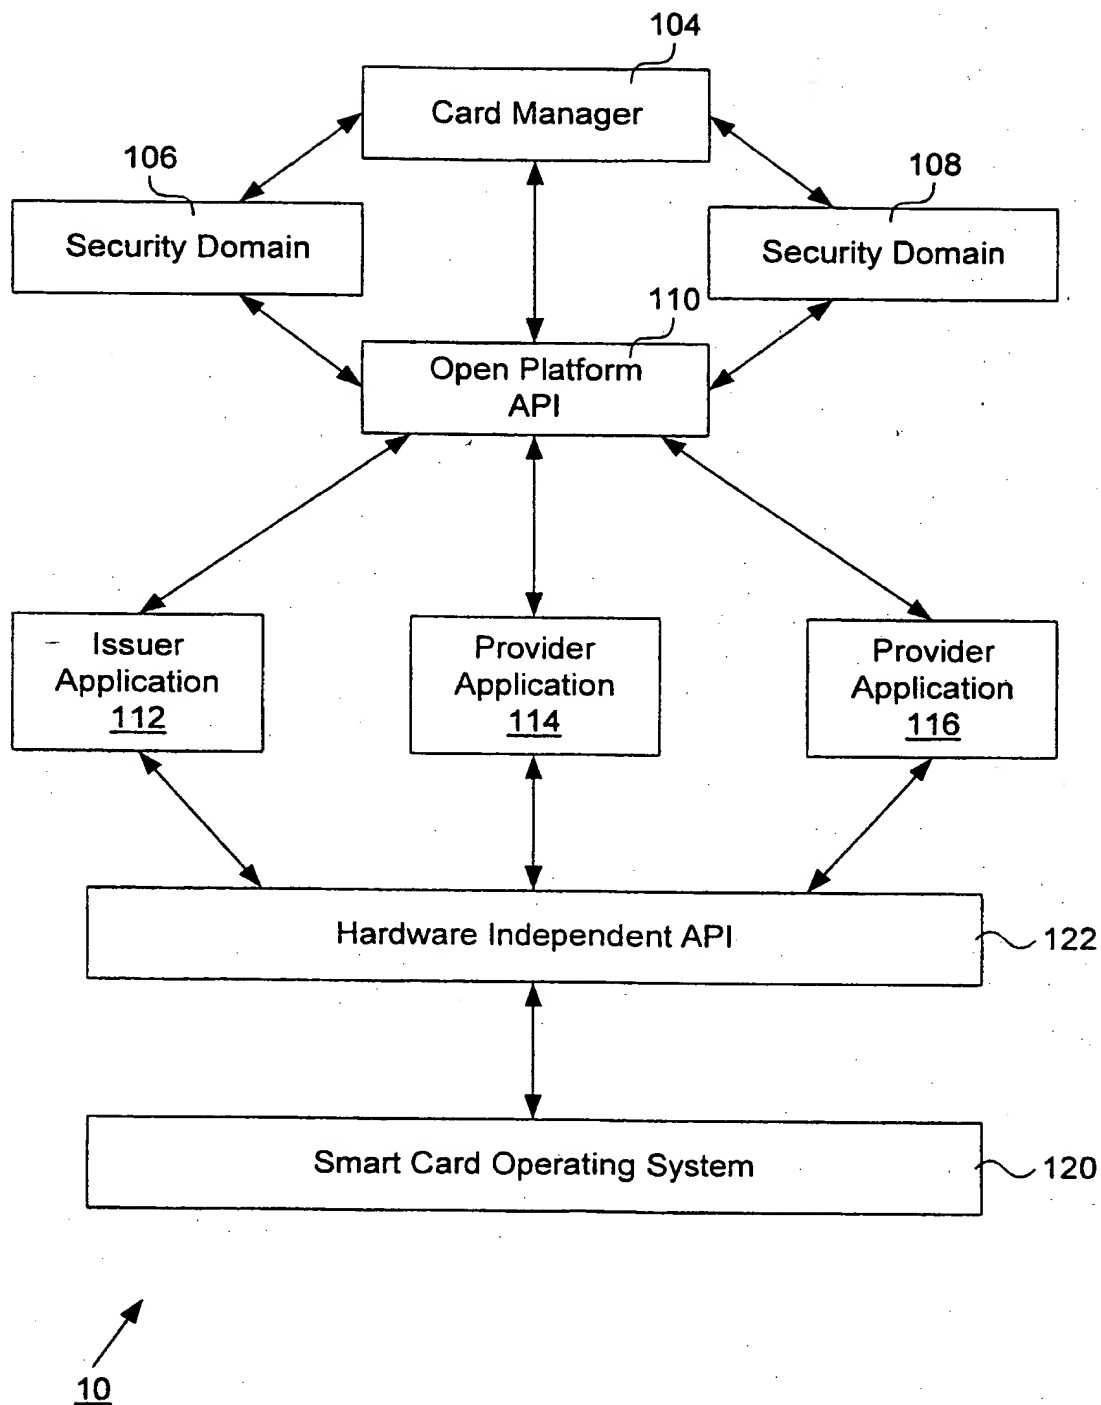 104
Card Manager
106
Security Domain
108
Security Domain
110
Open Platform
API
Issuer
Application
112
Provider
Application
114
Provider
Application
116
Hardware Independent API
122
Smart Card Operating System
120
10